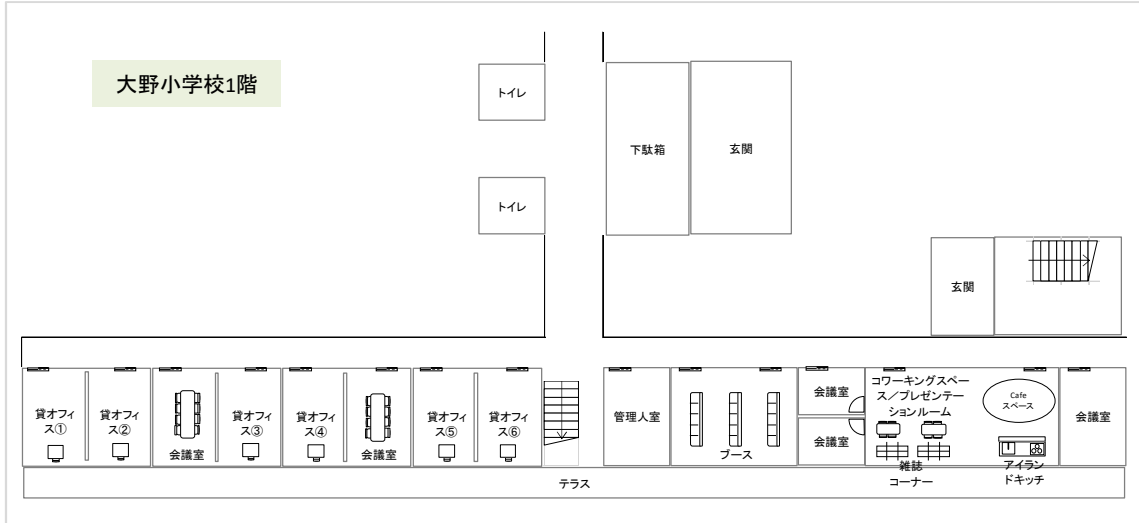 大野小学校1階
トイレ
下駄箱
玄関
トイレ
玄関
貸オフィ
ス①
貸オフィ
ス②
会議室
貸オフィ
ス③
貸オフィ
ス④
会議室
貸オフィ
ス⑤
貸オフィ
ス⑥
管理人室
ブース
会議室
会議室
コワーキングスペー
ス／プレゼンテー
ションルーム
Cafe
スペース
雑誌
コーナー
アイラン
ドキッチ
会議室
テラス